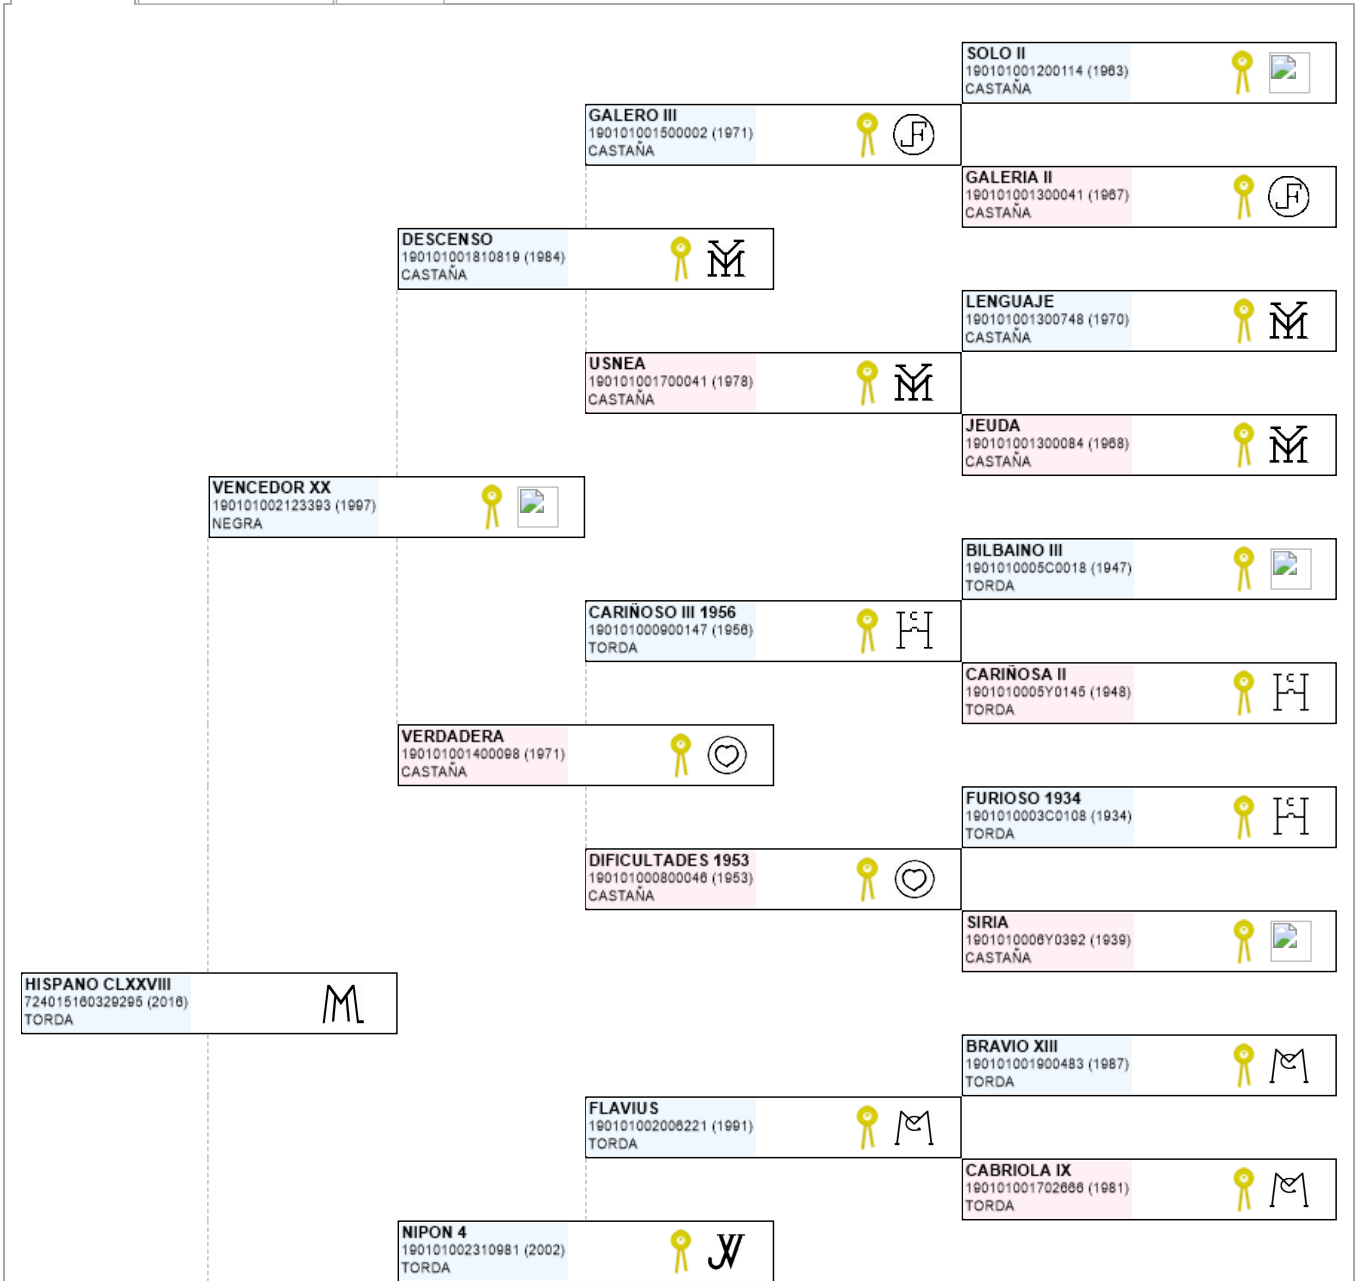 SOLO II
190101001200114 (1963)
CASTAÑA
GALERO III
190101001500002 (1971)
CASTAÑA
GALERIA II
190101001300041 (1967)
CASTAÑA
DESCENSO
190101001810819 (1984)
CASTAÑA
LENGUAJE
190101001300748 (1970)
CASTAÑA
USNEA
190101001700041 (1978)
CASTAÑA
JEUDA
190101001300084 (1968)
CASTAÑA
VENCEDOR XX
190101002123393 (1997)
NEGRA
BILBAINO III
1901010005C0018 (1947)
TORDA
CARIÑOSO III 1956
190101000900147 (1956)
TORDA
CARIÑOSA II
1901010005Y0145 (1948)
TORDA
VERDADERA
190101001400098 (1971)
CASTAÑA
FURIOSO 1934
1901010003C0108 (1934)
TORDA
DIFICULTADES 1953
190101000800046 (1953)
CASTAÑA
SIRIA
1901010006Y0392 (1939)
CASTAÑA
HISPANO CLXXVIII
724015160329295 (2016)
TORDA
BRAVIO XIII
190101001900483 (1987)
TORDA
FLAVIUS
190101002006221 (1991)
TORDA
CABRIOLA IX
190101001702666 (1981)
TORDA
NIPON 4
190101002310981 (2002)
TORDA